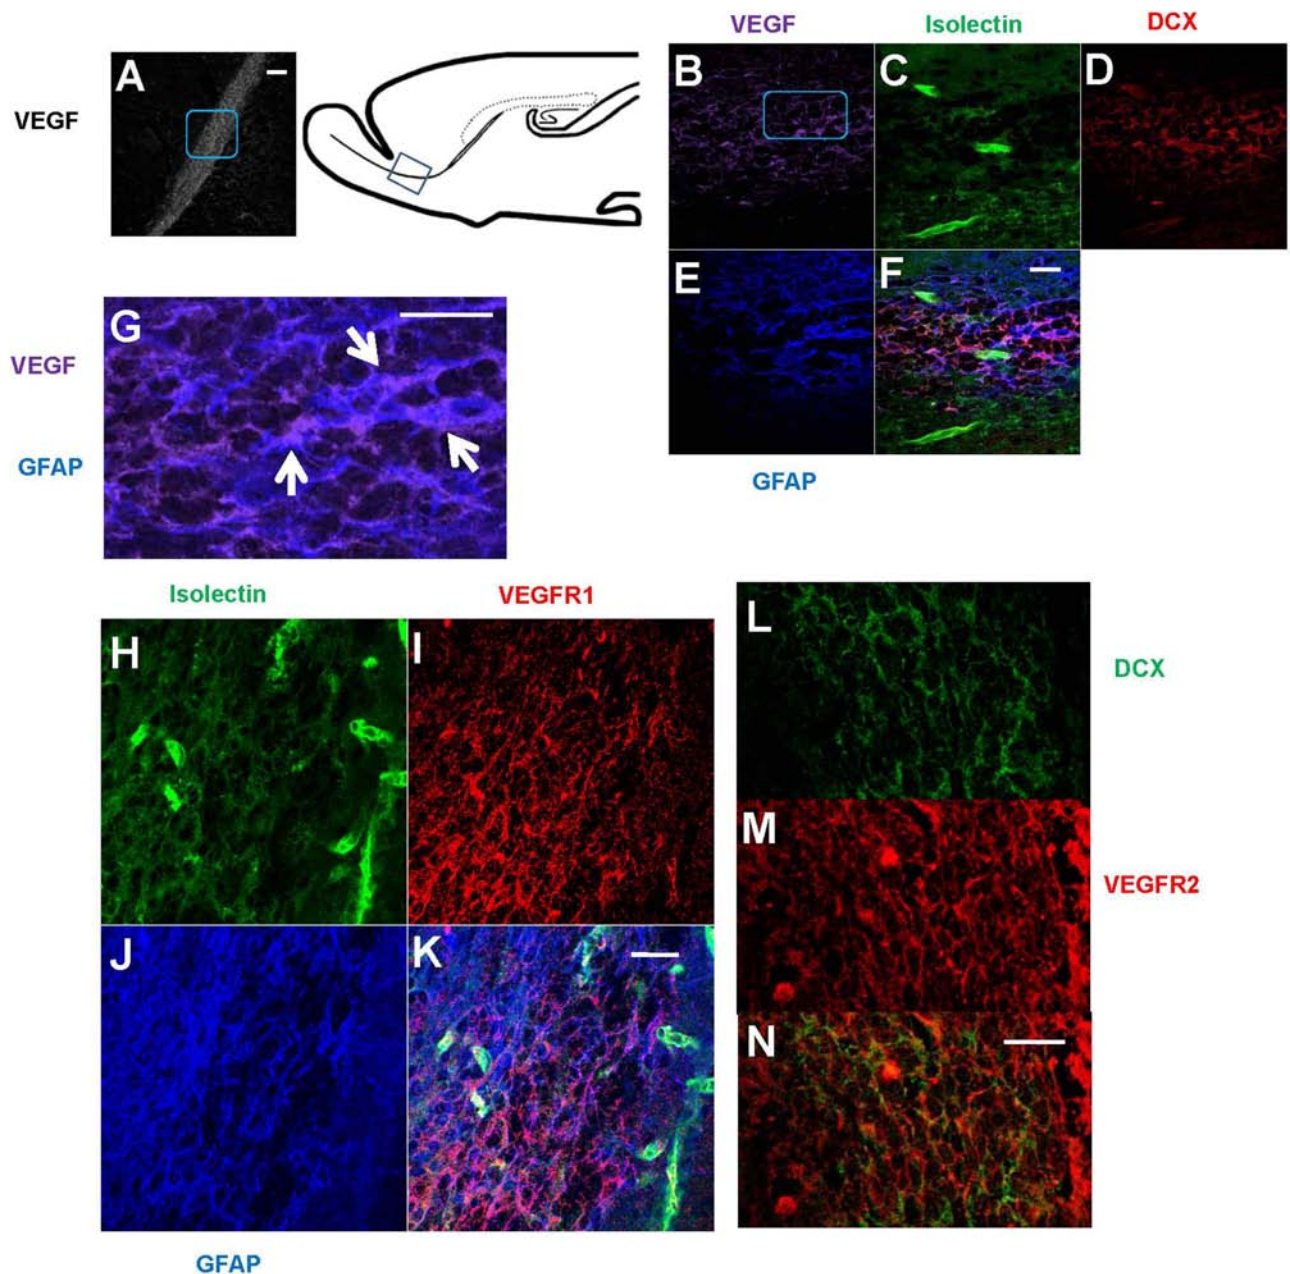 VEGF Isolectin DCX
A
B C D
VEGF
E F
G
VEGF
GFAP
GFAP
Isolectin VEGFR1
H I
L
DCX
M
VEGFR2
J K
N
GFAP